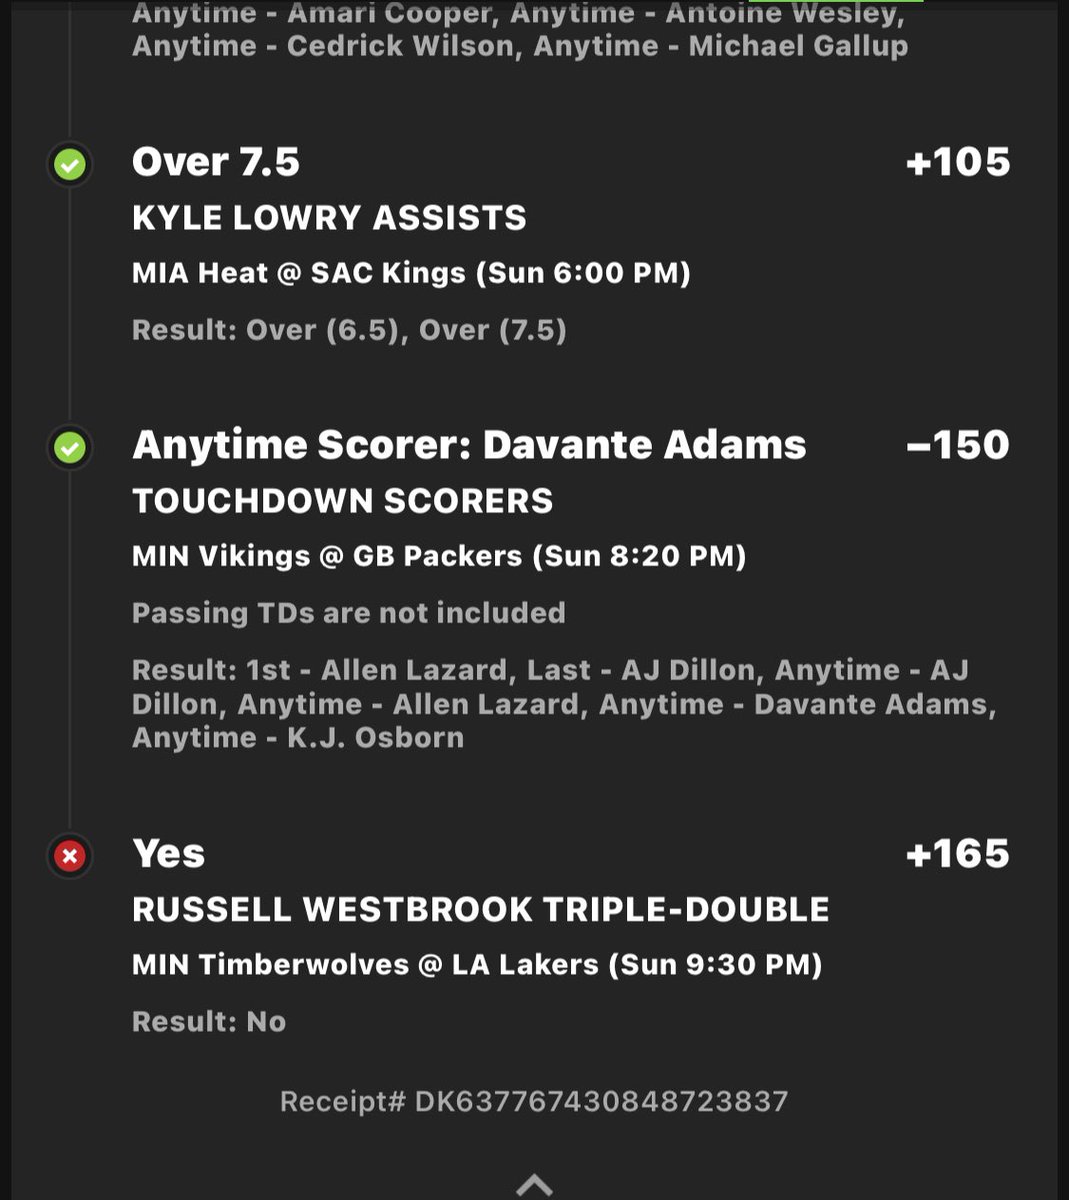 Anytime - Amari Cooper, Anytime - Antoine Wesley,
Anytime - Cedrick Wilson, Anytime - Michael Gallup
Over 7.5 +105
KYLE LOWRY ASSISTS
MIA Heat @ SAC Kings (Sun 6:00 PM)
Result: Over (6.5), Over (7.5)
Anytime Scorer: Davante Adams −150
TOUCHDOWN SCORERS
MIN Vikings @ GB Packers (Sun 8:20 PM)
Passing TDs are not included
Result: 1st - Allen Lazard, Last - AJ Dillon, Anytime - AJ
Dillon, Anytime - Allen Lazard, Anytime - Davante Adams,
Anytime - K.J. Osborn
Yes +165
RUSSELL WESTBROOK TRIPLE-DOUBLE
MIN Timberwolves @ LA Lakers (Sun 9:30 PM)
Result: No
Receipt# DK637767430848723837